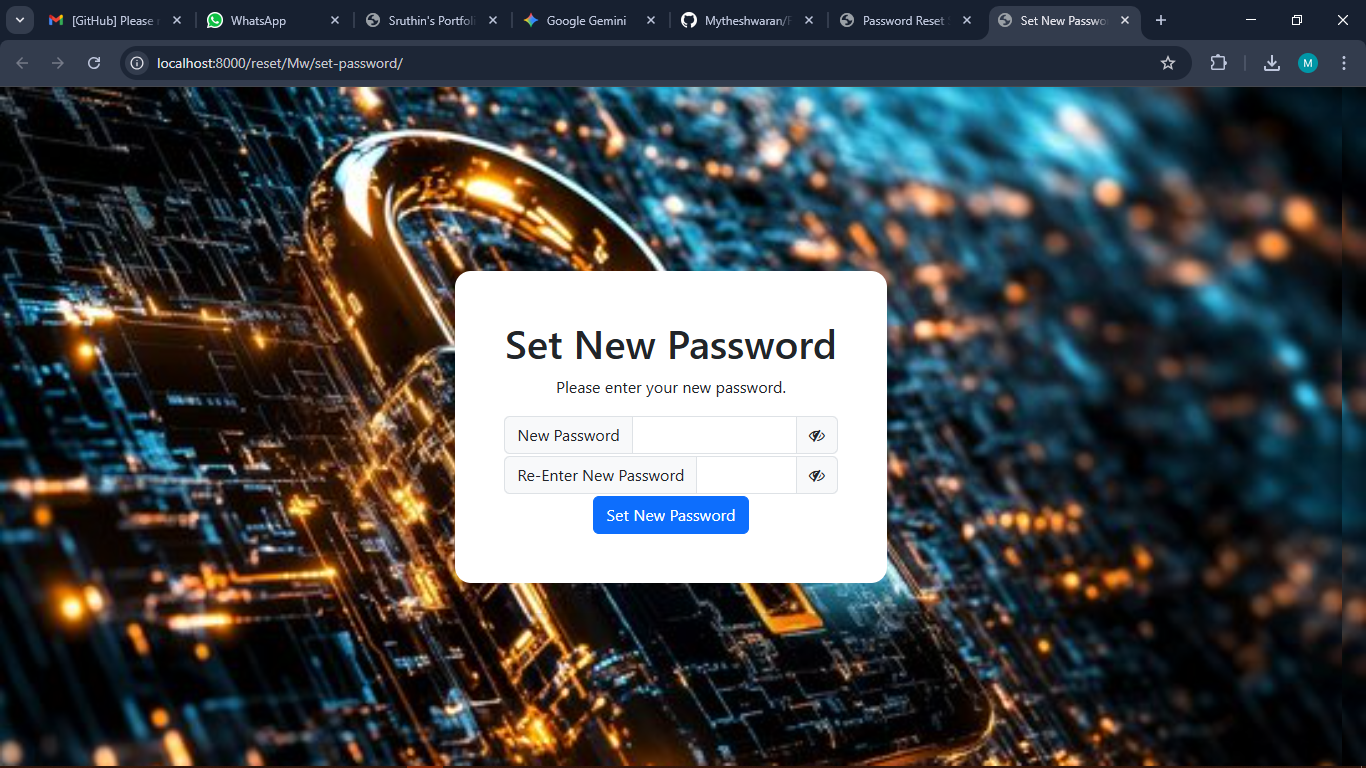 [GitHub] Please
WhatsApp
Sruthin's Portfoli
Google Gemini
Mytheshwaran/
Password Reset
Set New Passwo
localhost:8000/reset/Mw/set-password/
M
Set New Password
Please enter your new password.
New Password
Re-Enter New Password
Set New Password